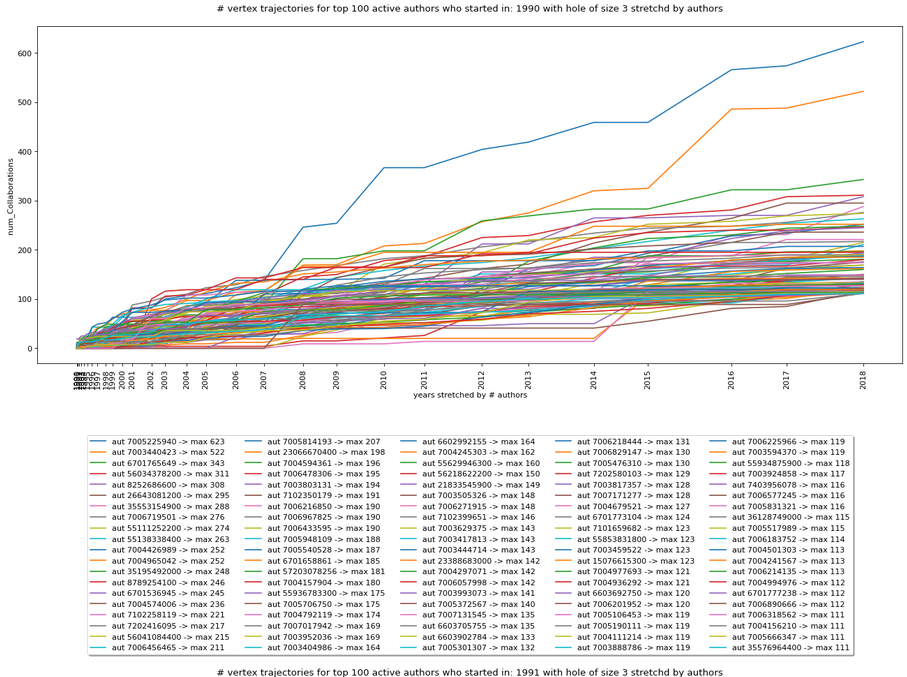 # vertex trajectories for top 100 active authors who started in: 1990 with hole of size 3 stretchd by authors
600
500
400
300
200
100
0
num_Collaborations
1997
1998
1999
2000
2001
2002
2003
2004
2005
2006
2007
2008
2009
2010
2011
2012
2013
2014
2015
2016
2017
2018
years stretched by # authors
aut 7005225940 -> max 623 aut 7005814193 -> max 207 aut 6602992155 -> max 164 aut 7006218444 -> max 131 aut 7006225966 -> max 119
aut 7003440423 -> max 522 aut 23066670400 -> max 198 aut 7004245303 -> max 162 aut 7006829147 -> max 130 aut 7003594370 -> max 119
aut 6701765649 -> max 343 aut 7004594361 -> max 196 aut 55629946300 -> max 160 aut 7005476310 -> max 130 aut 55934875900 -> max 118
aut 56034378200 -> max 311 aut 7006478306 -> max 195 aut 5621862220 -> max 150 aut 7202580103 -> max 129 aut 7003924858 -> max 117
aut 8252686600 -> max 308 aut 7003803131 -> max 194 aut 21833545900 -> max 149 aut 7003817357 -> max 128 aut 7403956078 -> max 116
aut 26643081200 -> max 295 aut 7102350179 -> max 191 aut 7003505326 -> max 148 aut 7007171277 -> max 128 aut 7006577245 -> max 116
aut 35553154900 -> max 288 aut 7006216850 -> max 190 aut 7006271915 -> max 148 aut 7004679521 -> max 127 aut 7005831321 -> max 116
aut 7006719501 -> max 276 aut 7006967825 -> max 190 aut 7102399651 -> max 146 aut 6701773104 -> max 124 aut 36128749000 -> max 115
aut 55111252200 -> max 274 aut 7006433595 -> max 190 aut 7003629375 -> max 143 aut 7101659682 -> max 123 aut 7005517989 -> max 115
aut 55138338400 -> max 263 aut 7005948109 -> max 188 aut 7003417813 -> max 143 aut 55853831800 -> max 123 aut 7006183752 -> max 114
aut 7004426989 -> max 252 aut 7005540528 -> max 187 aut 7003444714 -> max 143 aut 7003459522 -> max 123 aut 7004501303 -> max 113
aut 7004965042 -> max 252 aut 6701658861 -> max 185 aut 23388683000 -> max 142 aut 15076615300 -> max 123 aut 7004241567 -> max 113
aut 35195492000 -> max 248 aut 57203078256 -> max 181 aut 7004297071 -> max 142 aut 7004977693 -> max 121 aut 7006214135 -> max 113
aut 8789254100 -> max 246 aut 7004157904 -> max 180 aut 7006057998 -> max 142 aut 7004936292 -> max 121 aut 7004994976 -> max 112
aut 6701536945 -> max 245 aut 55936783300 -> max 175 aut 7003993073 -> max 141 aut 6603692750 -> max 120 aut 6701777238 -> max 112
aut 7004574006 -> max 236 aut 7005706750 -> max 175 aut 7005372567 -> max 140 aut 7006201952 -> max 120 aut 7006890666 -> max 112
aut 7102258119 -> max 221 aut 7004792119 -> max 174 aut 7007131545 -> max 135 aut 7005106453 -> max 119 aut 7006318562 -> max 111
aut 7202416095 -> max 217 aut 7007017942 -> max 169 aut 6603705755 -> max 135 aut 7005190111 -> max 119 aut 7004156210 -> max 111
aut 56041084400 -> max 215 aut 7003952036 -> max 169 aut 6603902784 -> max 133 aut 7004111214 -> max 119 aut 7005666347 -> max 111
aut 7006456465 -> max 211 aut 7003404986 -> max 164 aut 7005301307 -> max 132 aut 7003888786 -> max 119 aut 35576964400 -> max 111
# vertex trajectories for top 100 active authors who started in: 1991 with hole of size 3 stretchd by authors